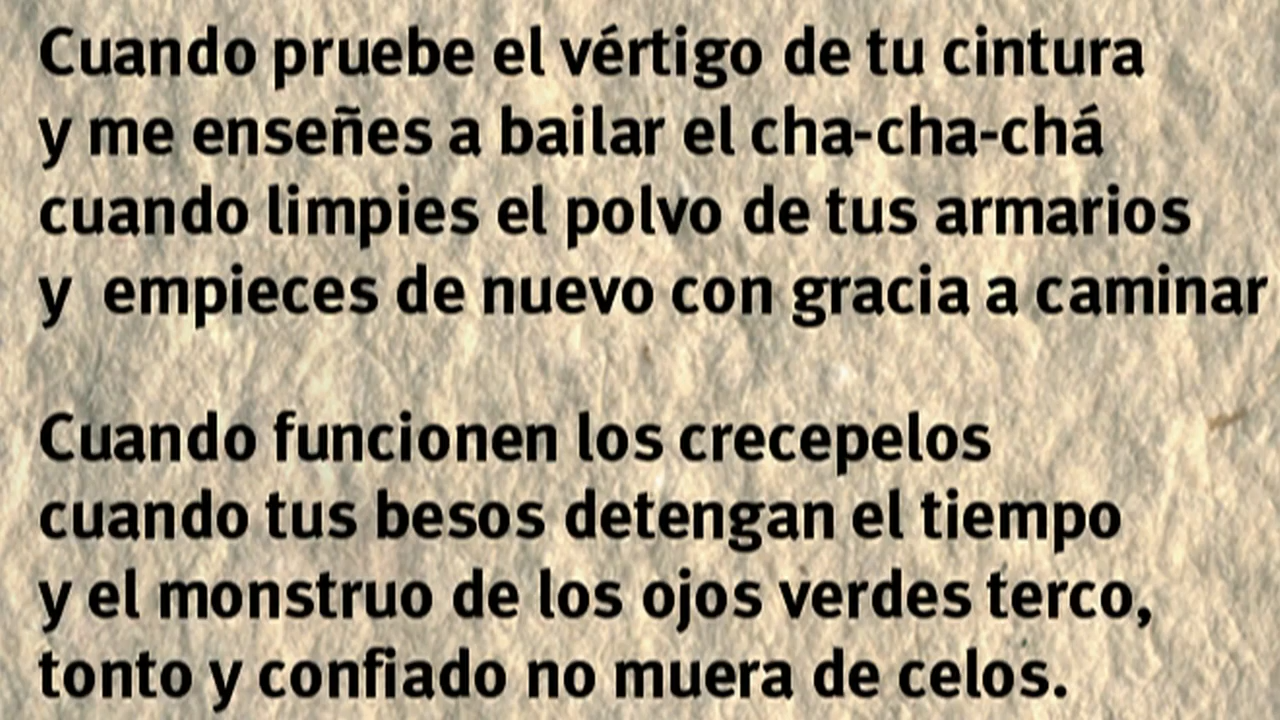 Cuando pruebe el vértigo de tu cintura
y me enseñes a bailar el cha-cha-chá
cuando limpies el polvo de tus armarios
y  empieces de nuevo con gracia a caminar
Cuando funcionen los crecepelos
cuando tus besos detengan el tiempo
y el monstruo de los ojos verdes terco,
tonto y confiado no muera de celos.